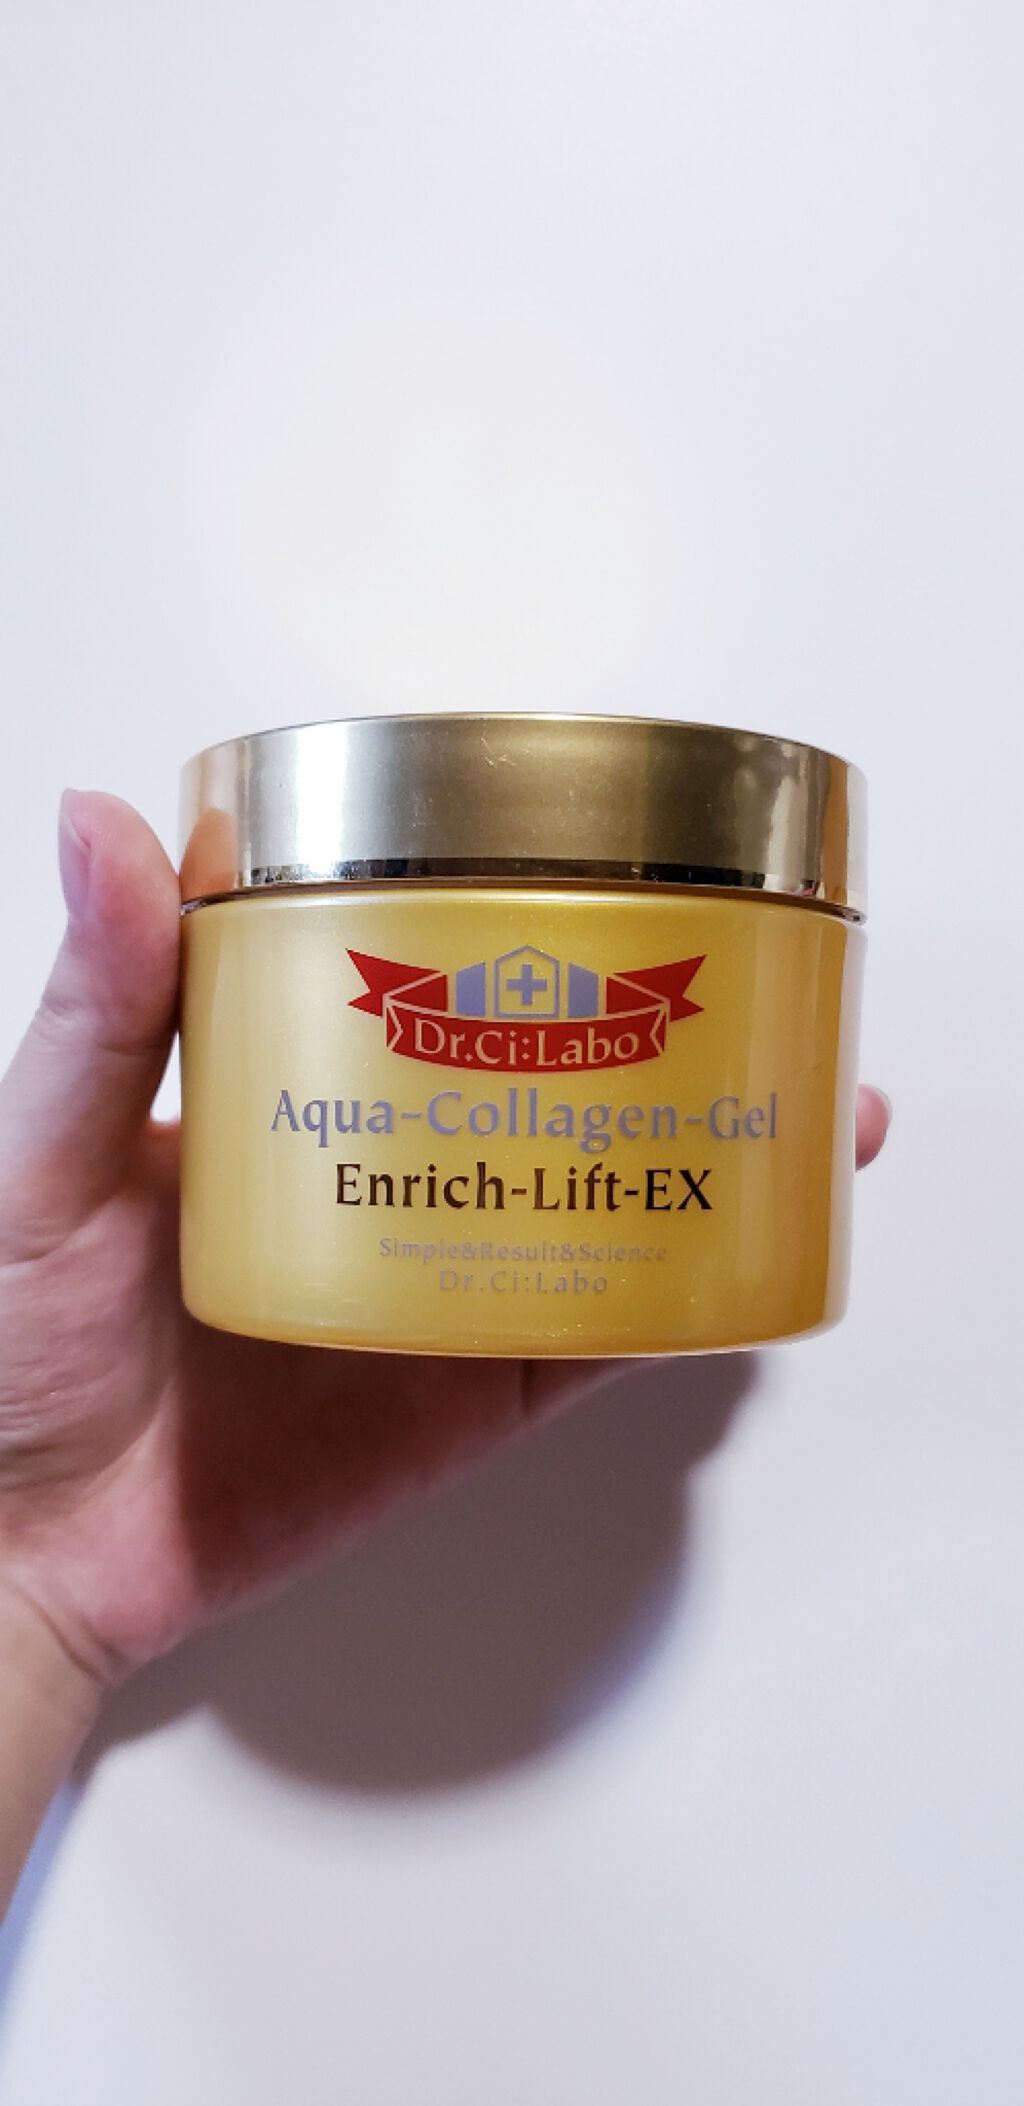 Dr.Ci:Labo
Aqua-Collagen-Gel
Enrich-Lift-EX
Simple&Result&Science
Dr.Ci:Labo